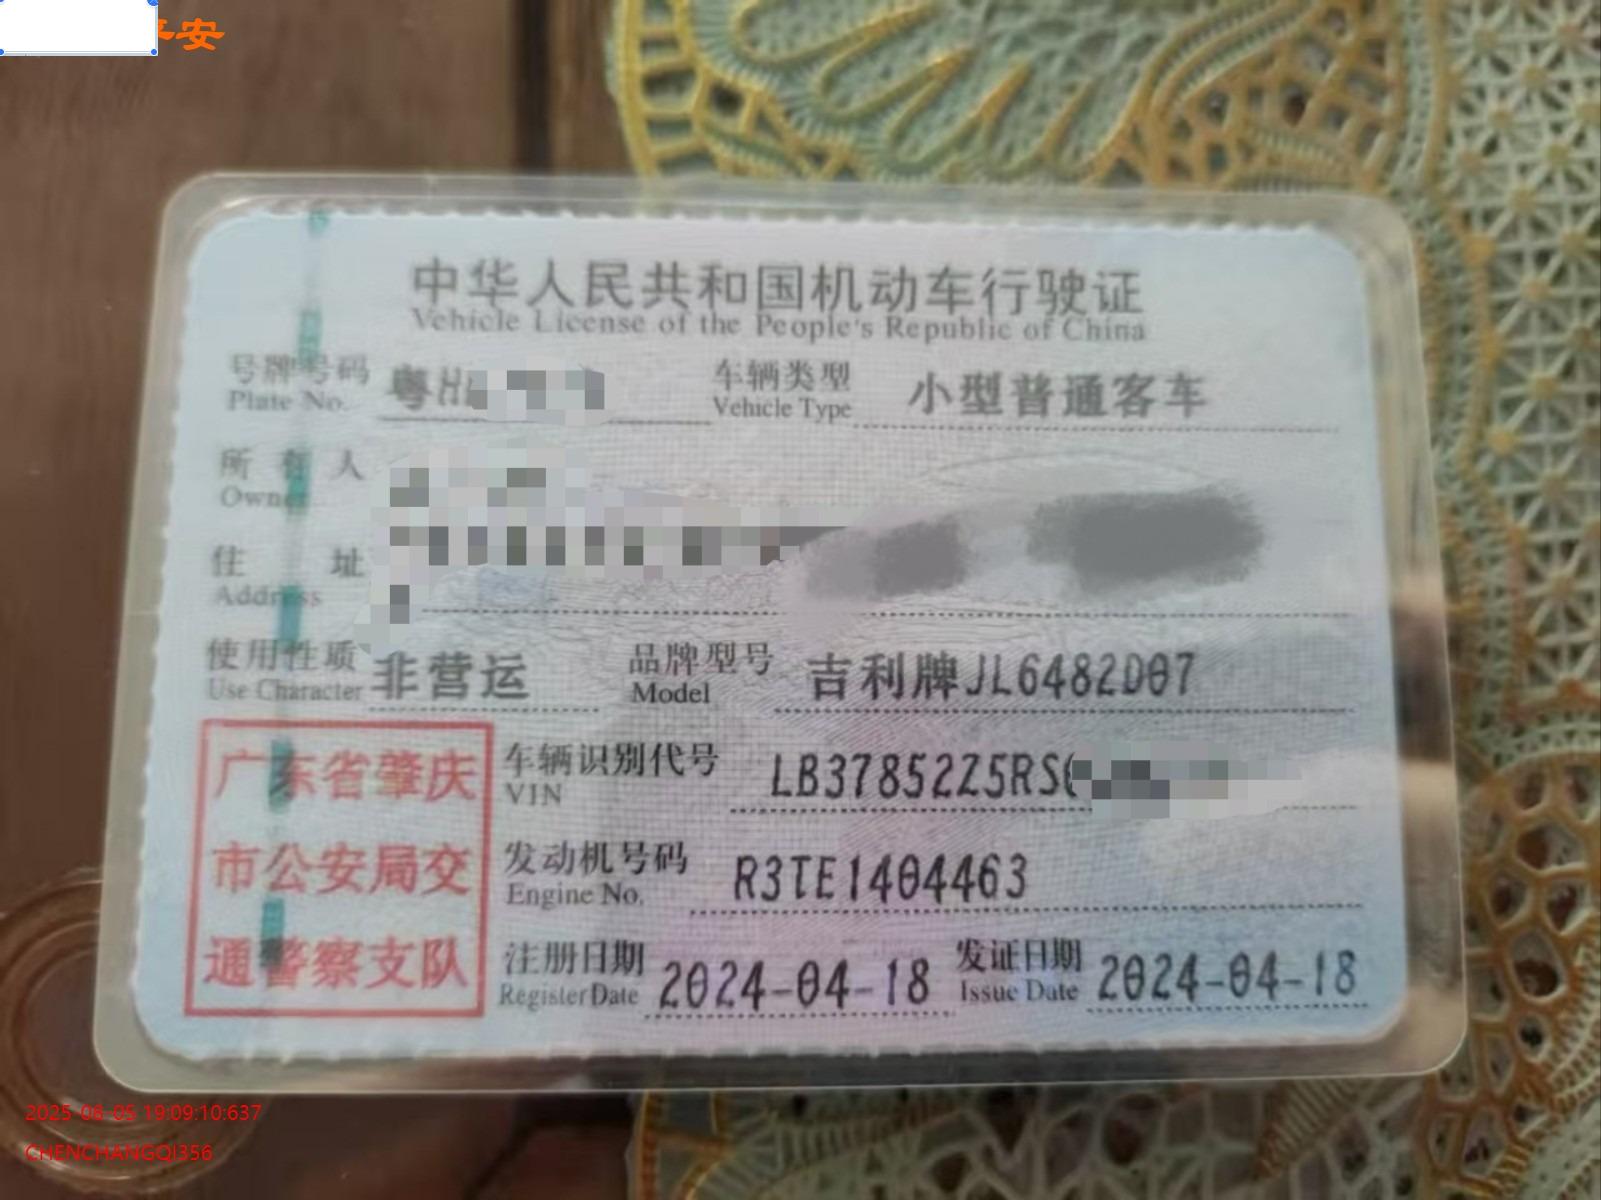 平安
中华人民共和国机动车行驶证
Vehicle License of the People's Republic of China
号牌号码 粤H 车辆类型 小型普通客车
Plate No. Vehicle Type
所有人
Owner
住址
Address
使用性质 非营运 品牌型号 吉利牌JL6482D07
Use Character Model
车辆识别代号 LB37852Z5RS
VIN
发动机号码 R3TE1404463
Engine No.
注册日期 2024-04-18 发证日期 2024-04-18
Register Date Issue Date
广东省肇庆
市公安局交
通警察支队
2025-08-05 19:09:10:637
CHENCHANGQI356